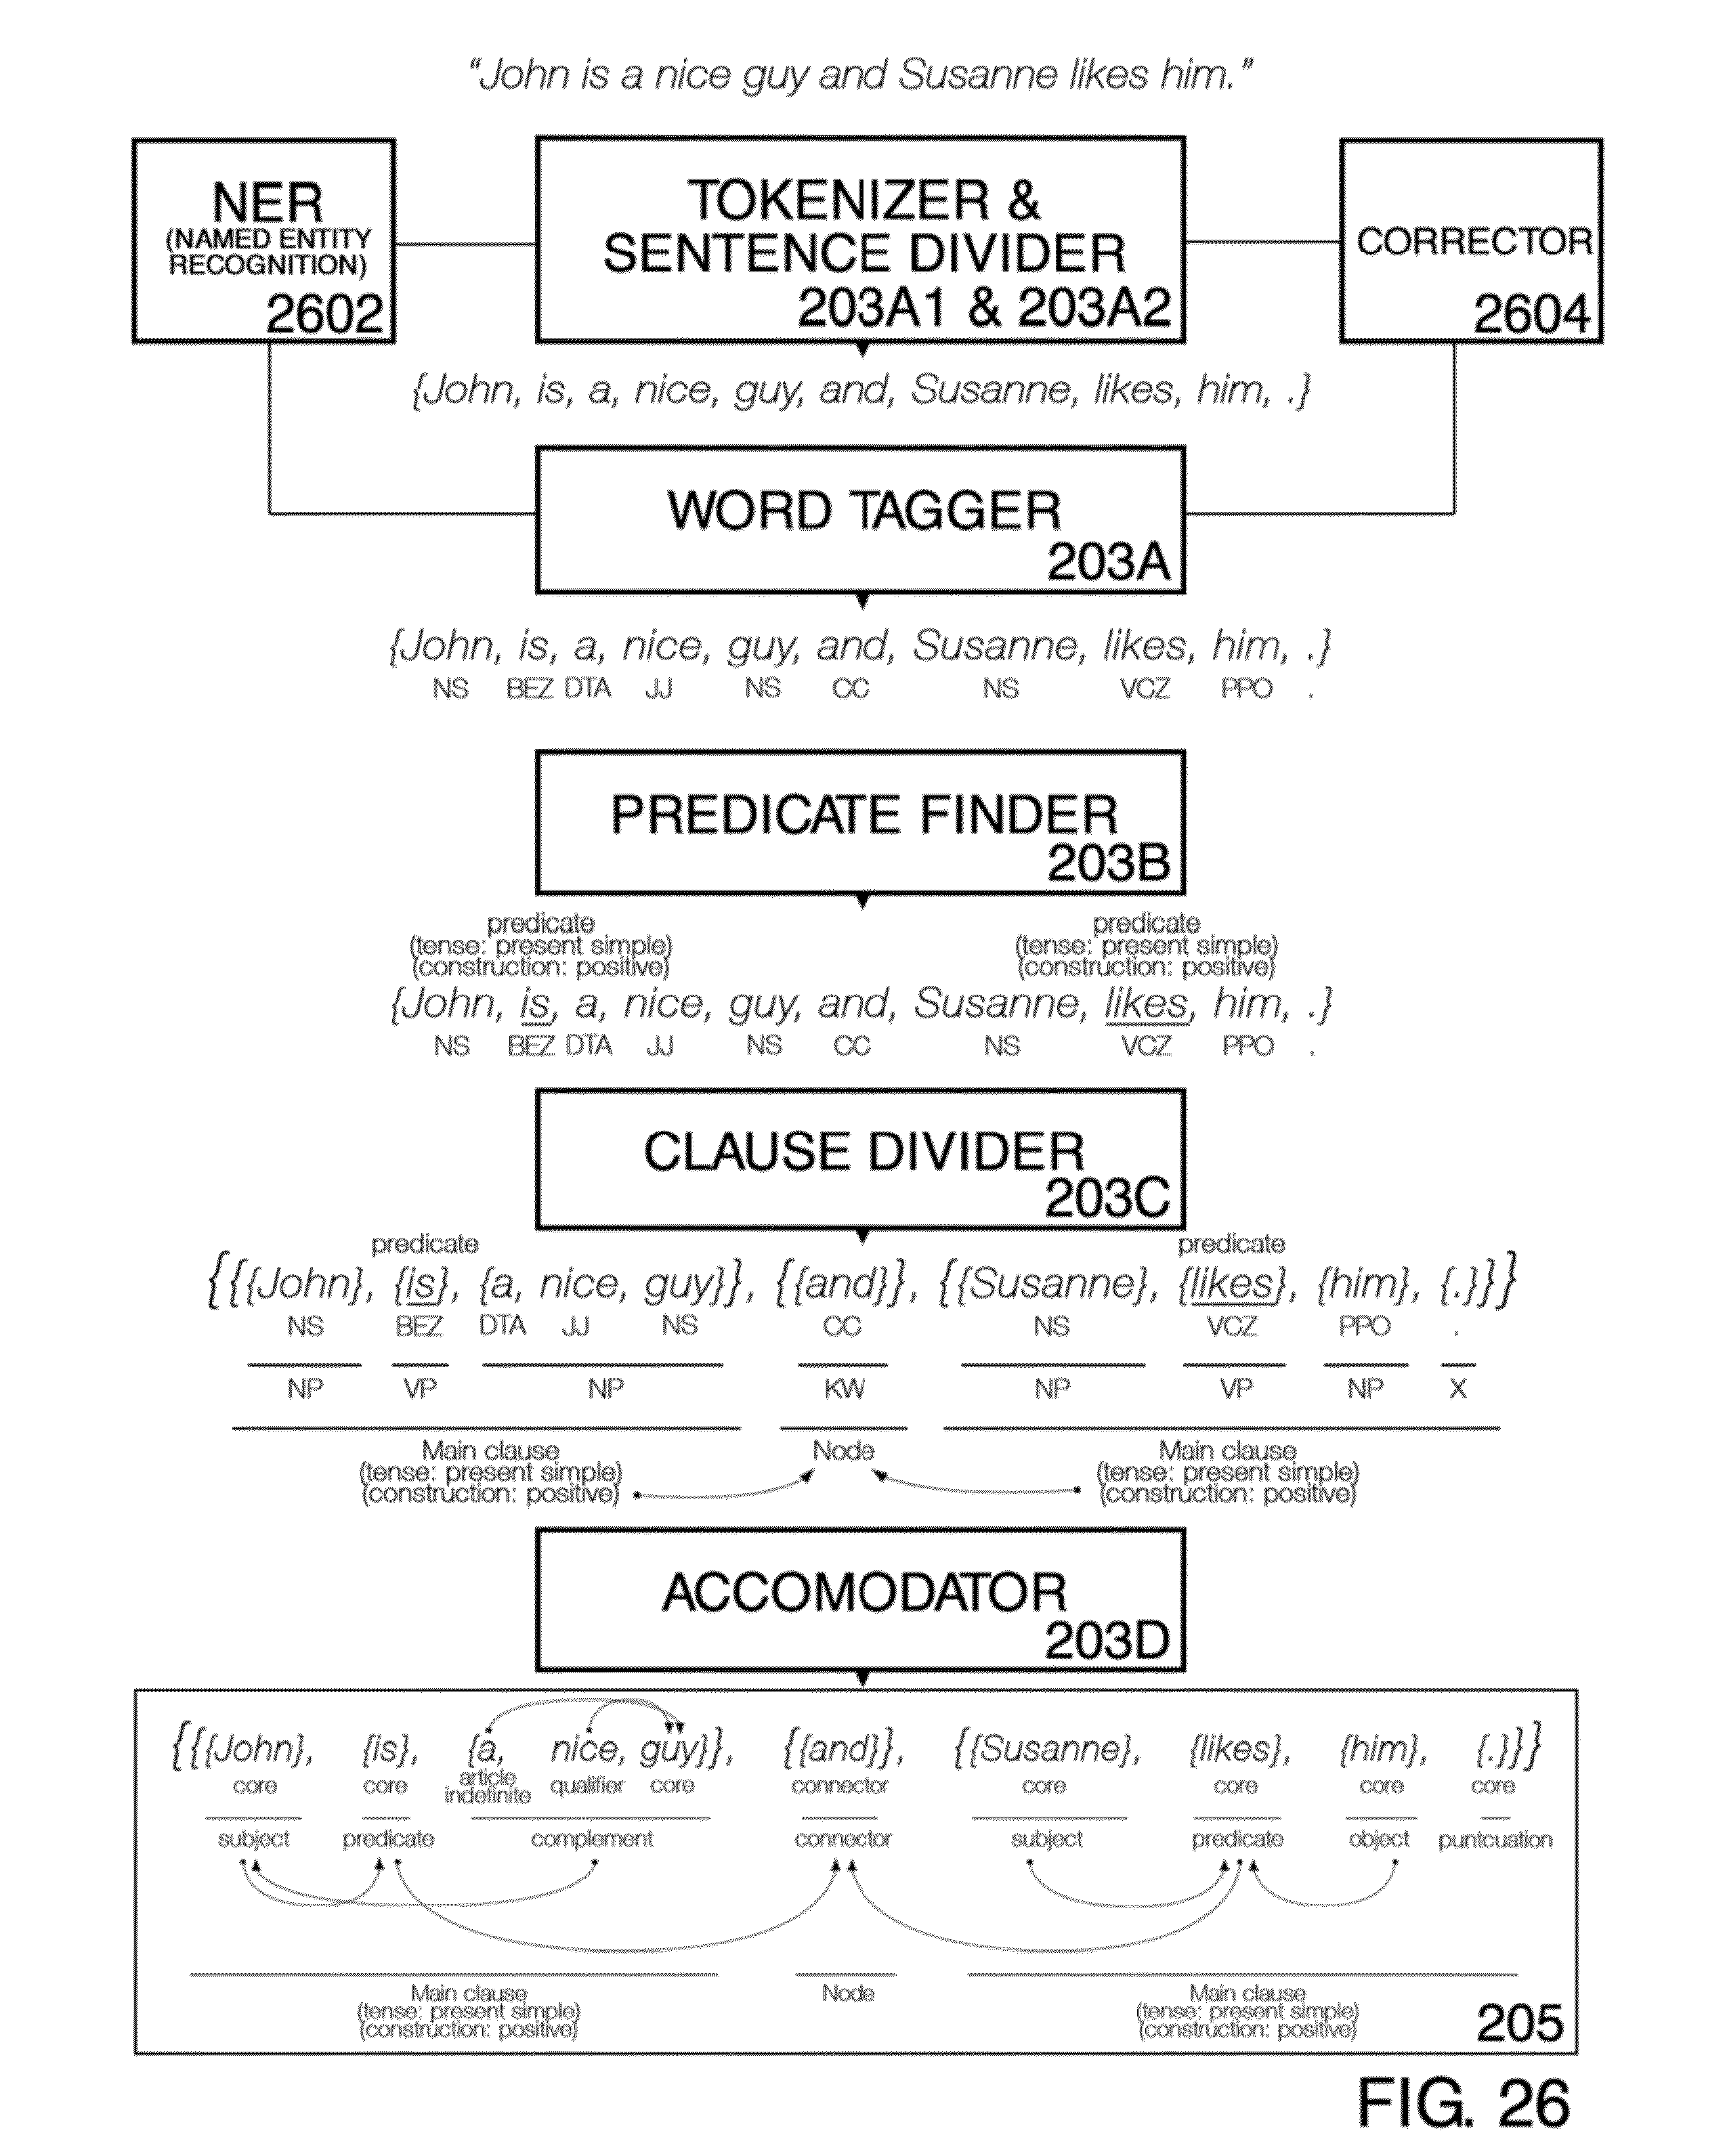 “John is a nice guy and Susanne likes him.”
NER
(NAMED ENTITY
RECOGNITION)
2602
TOKENIZER &
SENTENCE DIVIDER
203A1 & 203A2
CORRECTOR
2604
{John, is, a, nice, guy, and, Susanne, likes, him, .}
WORD TAGGER
203A
{John, is, a, nice, guy, and, Susanne, likes, him, .}
NS BEZ DTA JJ NS CC NS VCZ PPO .
PREDICATE FINDER
203B
predicate predicate
(tense: present simple) (tense: present simple)
(construction: positive) (construction: positive)
{John, is, a, nice, guy, and, Susanne, likes, him, .}
NS BEZ DTA JJ NS CC NS VCZ PPO .
CLAUSE DIVIDER
203C
predicate predicate
{{{John}, {is}, {a, nice, guy}}, {{and}}, {{Susanne}, {likes}, {him}, {.}}}
NS BEZ DTA JJ NS CC NS VCZ PPO .
NP VP NP KW NP VP NP X
Main clause Node Main clause
(tense: present simple) (tense: present simple)
(construction: positive) (construction: positive)
ACCOMODATOR
203D
{{{John}, {is}, {a, nice, guy}}, {{and}}, {{Susanne}, {likes}, {him}, {.}}}
core core article indefinite qualifier core connector core core core core
subject predicate complement connector subject predicate object puntcuation
Main clause Node Main clause
(tense: present simple) (tense: present simple)
(construction: positive) (construction: positive)
205
FIG. 26